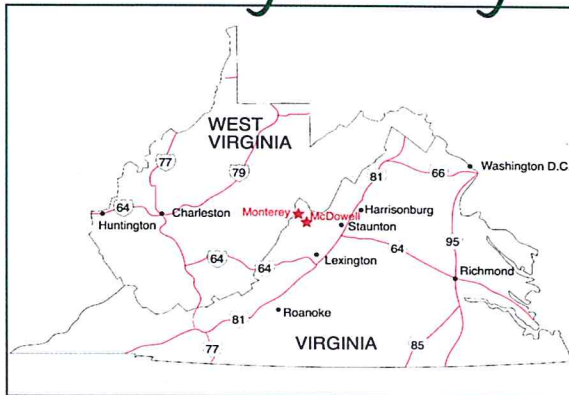 WEST
VIRGINIA
77
79
81
66
Washington D.C.
64
Huntington
Charleston
Monterey
McDowell
Harrisonburg
Staunton
64
64
Lexington
64
95
Richmond
81
Roanoke
77
VIRGINIA
85